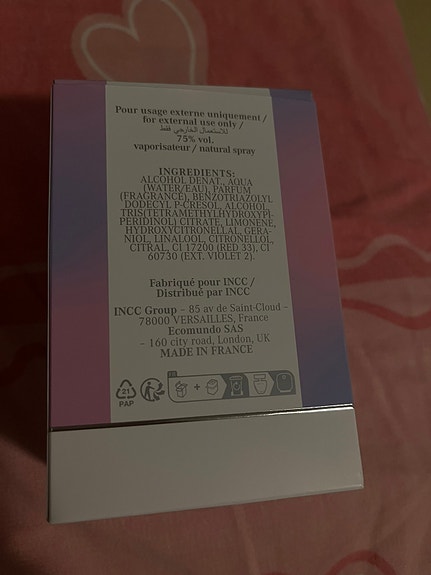 Pour usage externe uniquement /
for external use only /
للاستعمال الخارجي فقط
75% vol.
vaporisateur / natural spray
INGREDIENTS:
ALCOHOL DENAT., AQUA
(WATER/EAU), PARFUM
(FRAGRANCE), BENZOTRIAZOLYL
DODECYL P-CRESOL, ALCOHOL,
TRIS(TETRAMETHYLHYDROXYPI-
PERIDINOL) CITRATE, LIMONENE,
HYDROXYCITRONELLAL, GERA-
NIOL, LINALOOL, CITRONELLOL,
CITRAL, CI 17200 (RED 33), CI
60730 (EXT. VIOLET 2).
Fabriqué pour INCC /
Distribué par INCC
INCC Group – 85 av de Saint-Cloud –
78000 VERSAILLES, France
Ecomundo SAS
– 160 city road, London, UK
MADE IN FRANCE
FR
21
PAP
+